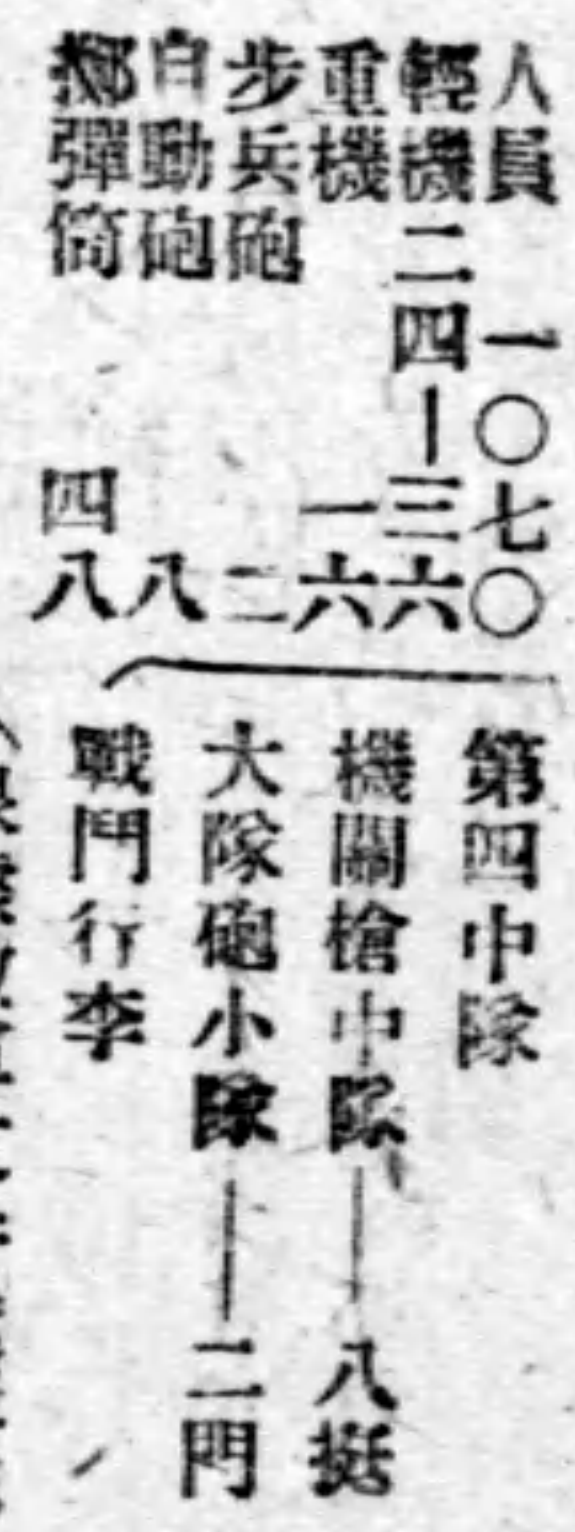 人員　一〇七〇
輕機二四—三六
重機　一六
步兵砲　二
自動砲　八
擲彈筒　四八
第四中隊
機關槍中隊——八挺
大隊砲小隊——二門
戰鬥行李